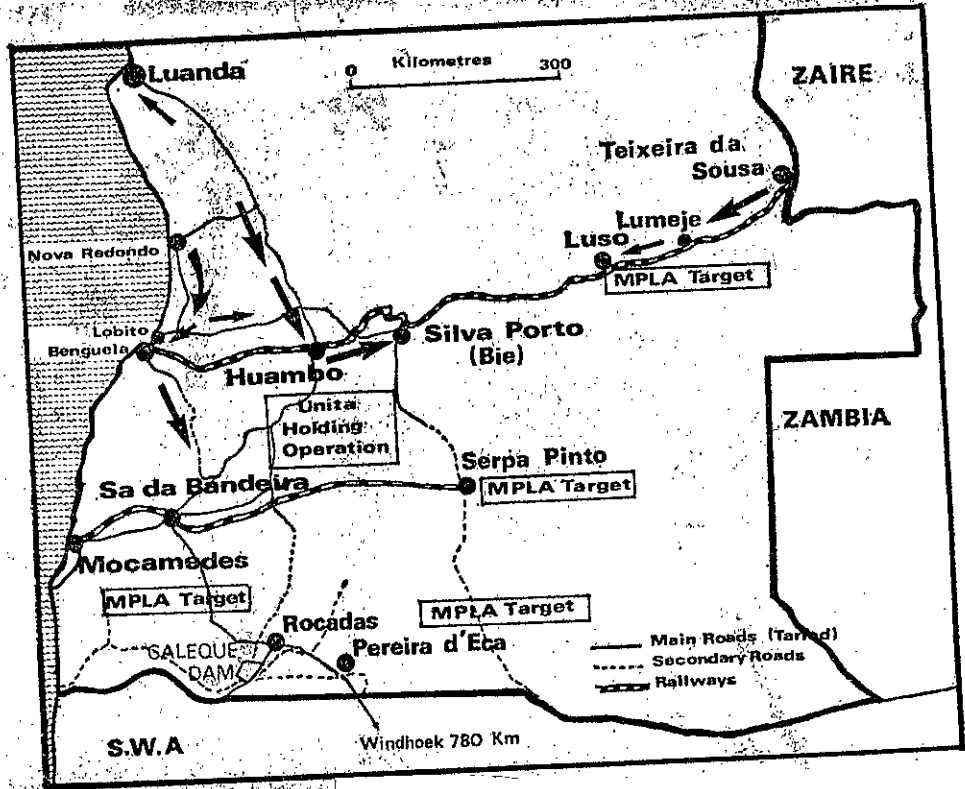 Luanda
0 Kilometres 300
ZAIRE
Teixeira da
Sousa
Lumeje
Luso
MPLA Target
Nova Redondo
Lobito
Benguela
Silva Porto
(Bie)
Huambo
Unita
Holding
Operation
ZAMBIA
Serpa Pinto
MPLA Target
Sa da Bandeira
Mocamedes
MPLA Target
MPLA Target
Rocadas
CALEQUE
DAM
Pereira d'Eca
Main Roads (Tarred)
Secondary Roads
Railways
S.W.A
Windhoek 780 Km